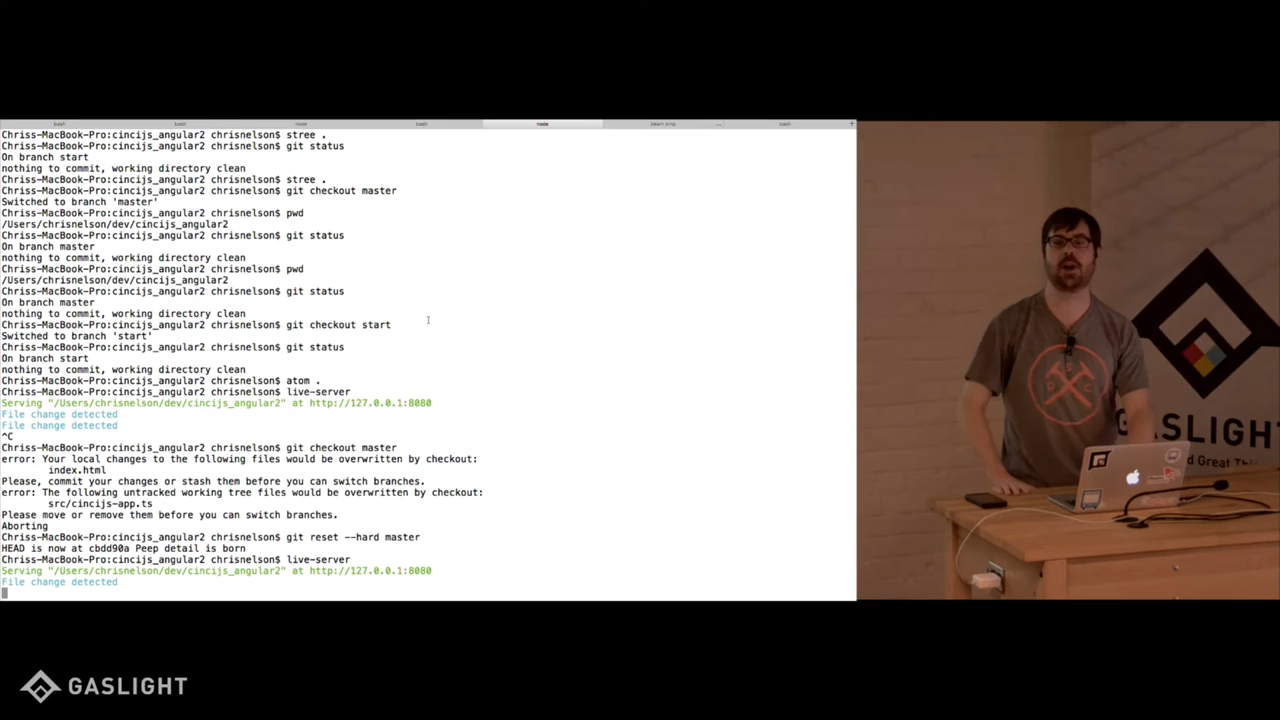 bash
bash
node
bash
node
beam.smp
...
bash
+
Chriss-MacBook-Pro:cincijs_angular2 chrisnelson$ stree .
Chriss-MacBook-Pro:cincijs_angular2 chrisnelson$ git status
On branch start
nothing to commit, working directory clean
Chriss-MacBook-Pro:cincijs_angular2 chrisnelson$ stree .
Chriss-MacBook-Pro:cincijs_angular2 chrisnelson$ git checkout master
Switched to branch 'master'
Chriss-MacBook-Pro:cincijs_angular2 chrisnelson$ pwd
/Users/chrisnelson/dev/cincijs_angular2
Chriss-MacBook-Pro:cincijs_angular2 chrisnelson$ git status
On branch master
nothing to commit, working directory clean
Chriss-MacBook-Pro:cincijs_angular2 chrisnelson$ pwd
/Users/chrisnelson/dev/cincijs_angular2
Chriss-MacBook-Pro:cincijs_angular2 chrisnelson$ git status
On branch master
nothing to commit, working directory clean
Chriss-MacBook-Pro:cincijs_angular2 chrisnelson$ git checkout start
Switched to branch 'start'
Chriss-MacBook-Pro:cincijs_angular2 chrisnelson$ git status
On branch start
nothing to commit, working directory clean
Chriss-MacBook-Pro:cincijs_angular2 chrisnelson$ atom .
Chriss-MacBook-Pro:cincijs_angular2 chrisnelson$ live-server
Serving "/Users/chrisnelson/dev/cincijs_angular2" at http://127.0.0.1:8080
File change detected
File change detected
^C
Chriss-MacBook-Pro:cincijs_angular2 chrisnelson$ git checkout master
error: Your local changes to the following files would be overwritten by checkout:
index.html
Please, commit your changes or stash them before you can switch branches.
error: The following untracked working tree files would be overwritten by checkout:
src/cincijs-app.ts
Please move or remove them before you can switch branches.
Aborting
Chriss-MacBook-Pro:cincijs_angular2 chrisnelson$ git reset --hard master
HEAD is now at cbdd90a Peep detail is born
Chriss-MacBook-Pro:cincijs_angular2 chrisnelson$ live-server
Serving "/Users/chrisnelson/dev/cincijs_angular2" at http://127.0.0.1:8080
File change detected
D C
GASLIGHT
d Great Thi
GASLIGHT